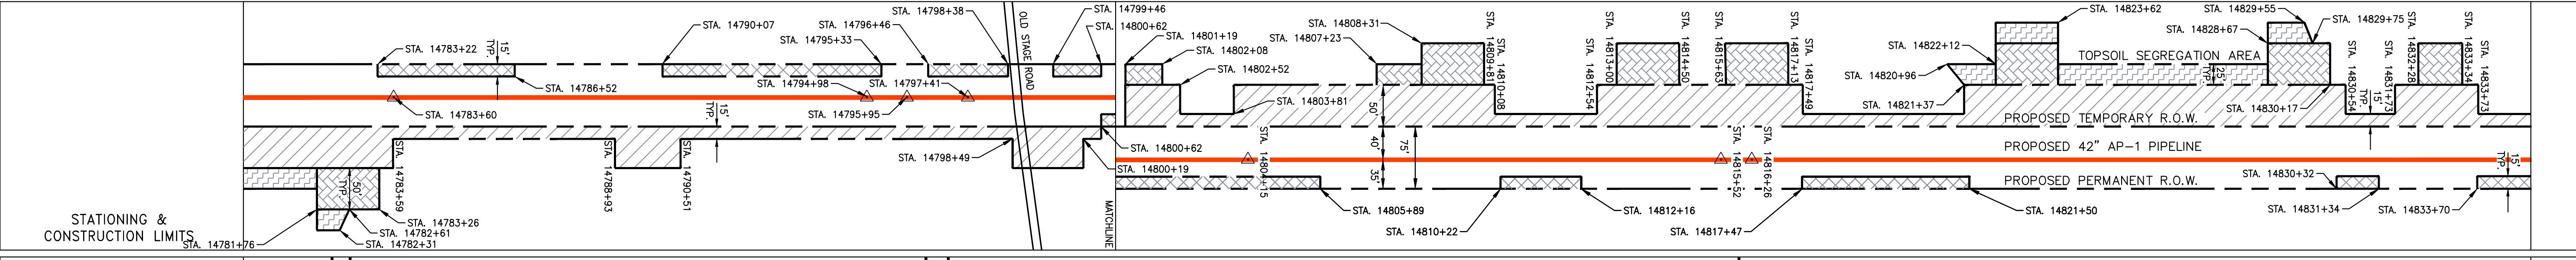 STATIONING &
CONSTRUCTION LIMITS
STA. 14783+22
15'
TYP.
STA. 14786+52
STA. 14783+60
STA. 14781+76
50'
TYP.
STA. 14783+26
STA. 14782+61
STA. 14782+31
STA. 14783+59
STA. 14788+93
STA. 14790+51
STA. 14790+07
15'
TYP.
STA. 14796+46
STA. 14795+33
STA. 14798+38
STA. 14794+98
STA. 14797+41
STA. 14795+95
STA. 14798+49
OLD STAGE ROAD
STA. 14799+46
STA. 14800+62
STA. 14800+62
STA. 14800+19
MATCHLINE
STA. 14801+19
STA. 14802+08
STA. 14802+52
STA. 14803+81
STA. 14804+15
STA. 14805+89
STA. 14808+31
STA. 14807+23
50'
40'
35'
75'
STA. 14809+81
STA. 14810+08
STA. 14810+22
STA. 14812+16
STA. 14812+54
STA. 14813+00
STA. 14814+50
STA. 14815+63
STA. 14817+13
STA. 14817+49
STA. 14815+52
STA. 14816+26
STA. 14817+47
STA. 14821+50
STA. 14822+12
STA. 14820+96
STA. 14821+37
STA. 14823+62
TOPSOIL SEGREGATION AREA
25'
TYP.
PROPOSED TEMPORARY R.O.W.
PROPOSED 42" AP-1 PIPELINE
PROPOSED PERMANENT R.O.W.
STA. 14829+55
STA. 14828+67
STA. 14829+75
STA. 14830+17
STA. 14830+54
15'
TYP.
STA. 14831+73
STA. 14832+28
STA. 14833+34
STA. 14833+73
STA. 14830+32
STA. 14831+34
STA. 14833+70
15'
TYP.